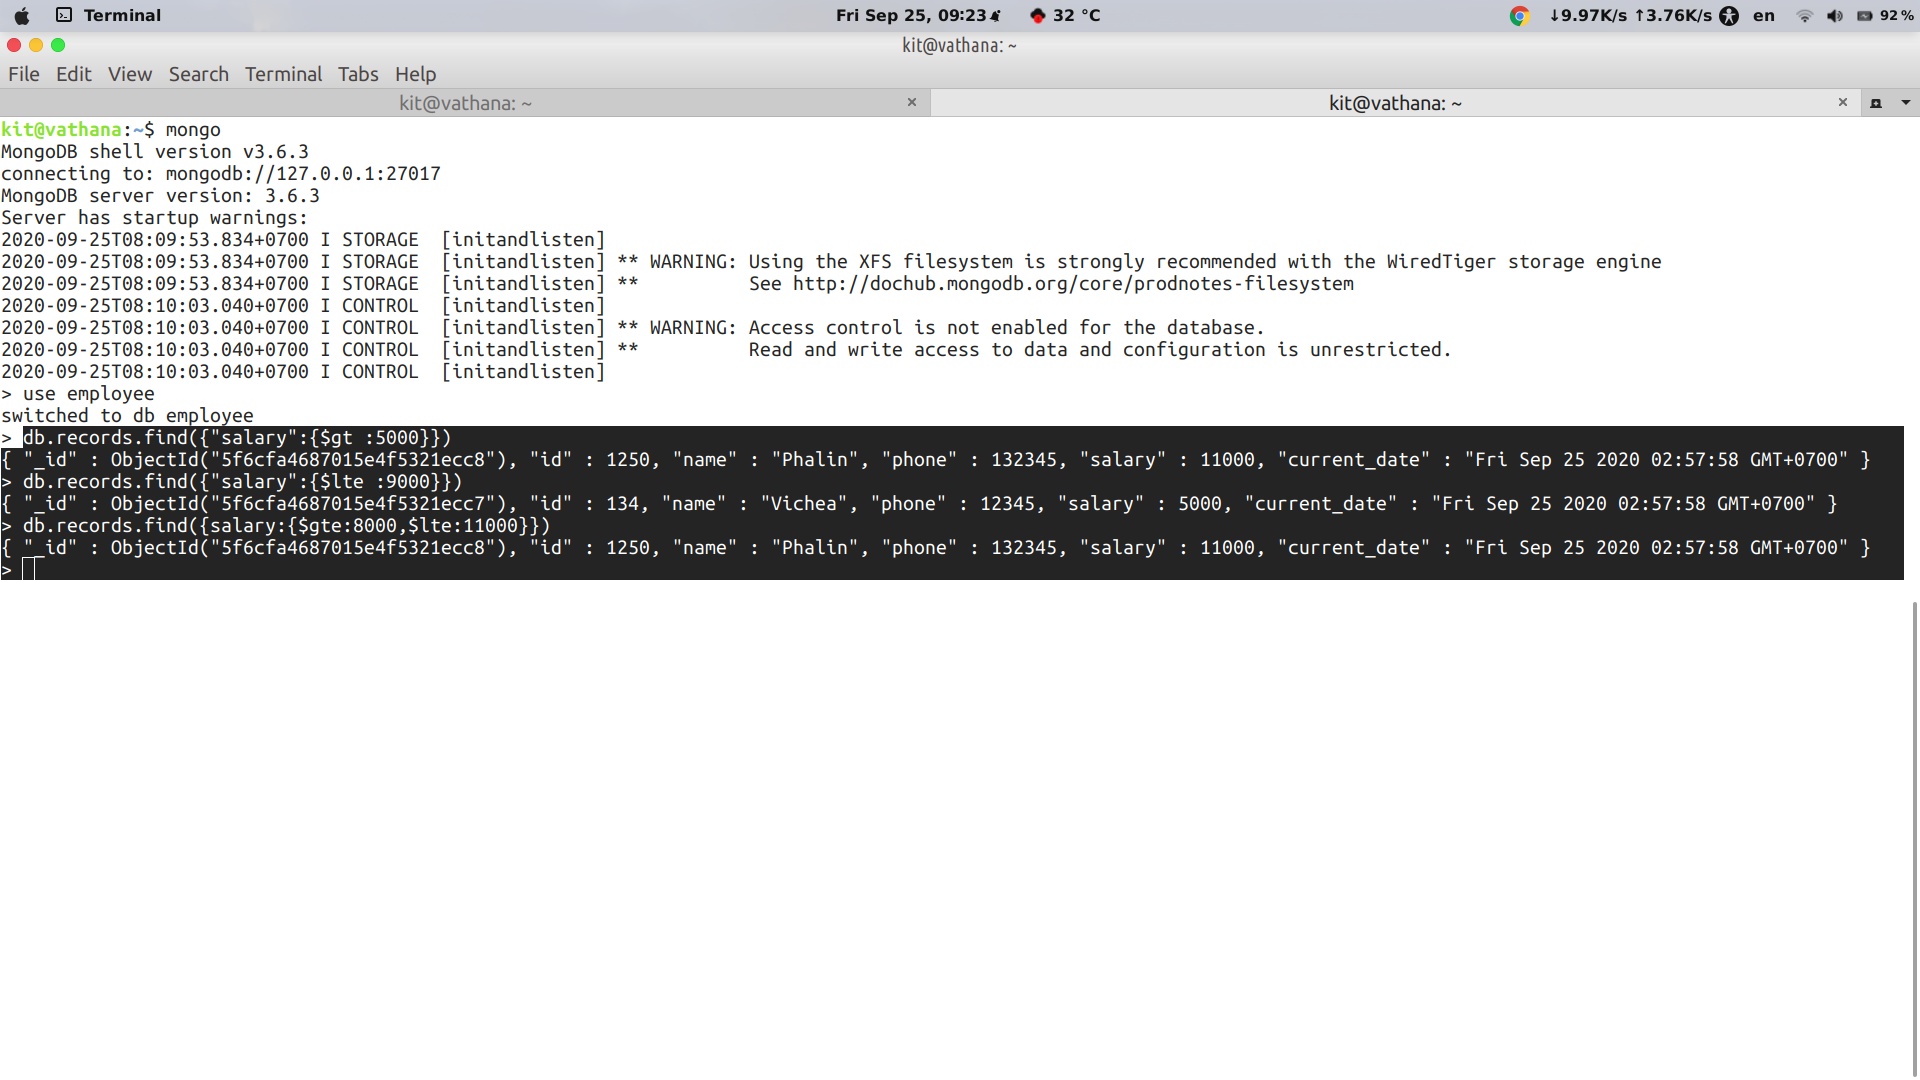 Terminal
Fri Sep 25, 09:23
32 °C
↓9.97K/s ↑3.76K/s
en
92 %
kit@vathana: ~
File Edit View Search Terminal Tabs Help
kit@vathana: ~
kit@vathana: ~
kit@vathana:~$ mongo
MongoDB shell version v3.6.3
connecting to: mongodb://127.0.0.1:27017
MongoDB server version: 3.6.3
Server has startup warnings:
2020-09-25T08:09:53.834+0700 I STORAGE  [initandlisten]
2020-09-25T08:09:53.834+0700 I STORAGE  [initandlisten] ** WARNING: Using the XFS filesystem is strongly recommended with the WiredTiger storage engine
2020-09-25T08:09:53.834+0700 I STORAGE  [initandlisten] **          See http://dochub.mongodb.org/core/prodnotes-filesystem
2020-09-25T08:10:03.040+0700 I CONTROL  [initandlisten]
2020-09-25T08:10:03.040+0700 I CONTROL  [initandlisten] ** WARNING: Access control is not enabled for the database.
2020-09-25T08:10:03.040+0700 I CONTROL  [initandlisten] **          Read and write access to data and configuration is unrestricted.
2020-09-25T08:10:03.040+0700 I CONTROL  [initandlisten]
> use employee
switched to db employee
> db.records.find({"salary":{$gt :5000}})
{ "_id" : ObjectId("5f6cfa4687015e4f5321ecc8"), "id" : 1250, "name" : "Phalin", "phone" : 132345, "salary" : 11000, "current_date" : "Fri Sep 25 2020 02:57:58 GMT+0700" }
> db.records.find({"salary":{$lte :9000}})
{ "_id" : ObjectId("5f6cfa4687015e4f5321ecc7"), "id" : 134, "name" : "Vichea", "phone" : 12345, "salary" : 5000, "current_date" : "Fri Sep 25 2020 02:57:58 GMT+0700" }
> db.records.find({salary:{$gte:8000,$lte:11000}})
{ "_id" : ObjectId("5f6cfa4687015e4f5321ecc8"), "id" : 1250, "name" : "Phalin", "phone" : 132345, "salary" : 11000, "current_date" : "Fri Sep 25 2020 02:57:58 GMT+0700" }
>